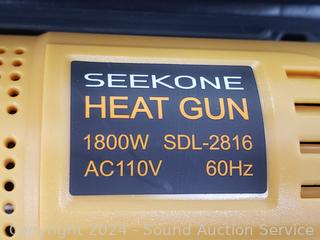 SEEKONE
HEAT GUN
1800W SDL-2816
AC110V 60Hz
Copyright 2024 - Sound Auction Service